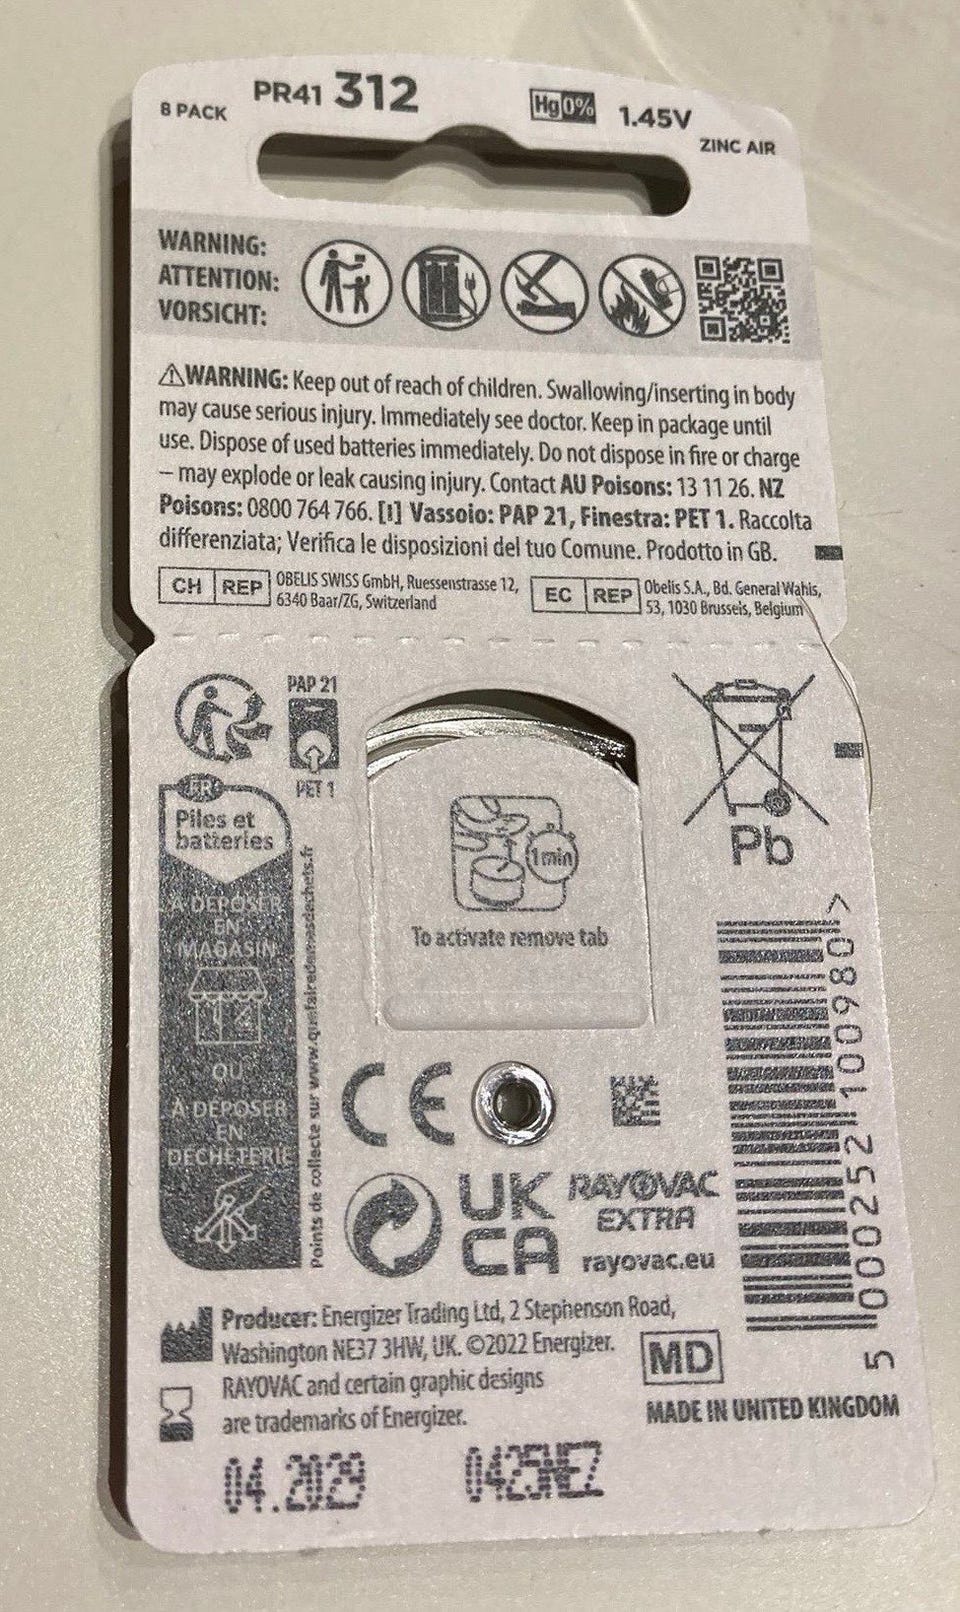 8 PACK PR41 312 Hg 0% 1.45V ZINC AIR
WARNING:
ATTENTION:
VORSICHT:
⚠WARNING: Keep out of reach of children. Swallowing/inserting in body
may cause serious injury. Immediately see doctor. Keep in package until
use. Dispose of used batteries immediately. Do not dispose in fire or charge
– may explode or leak causing injury. Contact AU Poisons: 13 11 26. NZ
Poisons: 0800 764 766. [I] Vassoio: PAP 21, Finestra: PET 1. Raccolta
differenziata; Verifica le disposizioni del tuo Comune. Prodotto in GB.
CH REP OBELIS SWISS GmbH, Ruessenstrasse 12,
6340 Baar/ZG, Switzerland
EC REP Obelis S.A., Bd. General Wahis,
53, 1030 Brussels, Belgium
PAP 21
PET 1
FR
Piles et
batteries
À DÉPOSER
EN
MAGASIN
OU
À DÉPOSER
EN
DÉCHÈTERIE
Points de collecte sur www.quefairedemesdechets.fr
1 min
To activate remove tab
Pb
5 000252 100980 >
CE
UK
CA
RAYOVAC
EXTRA
rayovac.eu
Producer: Energizer Trading Ltd, 2 Stephenson Road,
Washington NE37 3HW, UK. ©2022 Energizer.
RAYOVAC and certain graphic designs
are trademarks of Energizer.
MD
MADE IN UNITED KINGDOM
04.2029